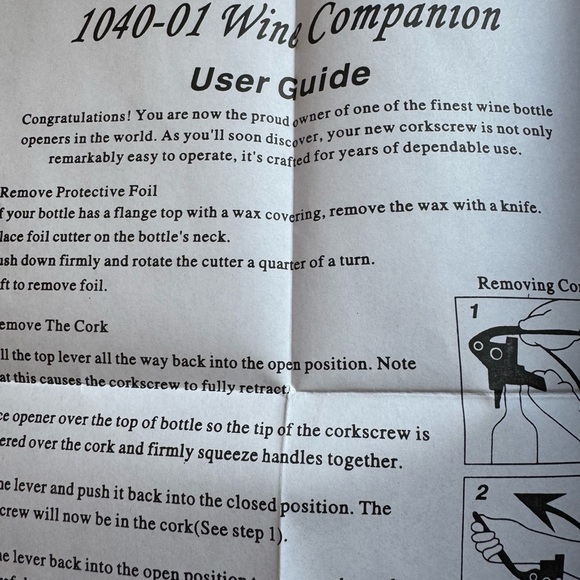 1040-01 Wine Companion
User Guide
Congratulations! You are now the proud owner of one of the finest wine bottle
openers in the world. As you'll soon discover, your new corkscrew is not only
remarkably easy to operate, it's crafted for years of dependable use.
Remove Protective Foil
f your bottle has a flange top with a wax covering, remove the wax with a knife.
lace foil cutter on the bottle's neck.
ush down firmly and rotate the cutter a quarter of a turn.
ft to remove foil.
Removing Co
1
emove The Cork
ll the top lever all the way back into the open position. Note
at this causes the corkscrew to fully retract
ce opener over the top of bottle so the tip of the corkscrew is
ered over the cork and firmly squeeze handles together.
2
he lever and push it back into the closed position. The
crew will now be in the cork(See step 1).
he lever back into the open position